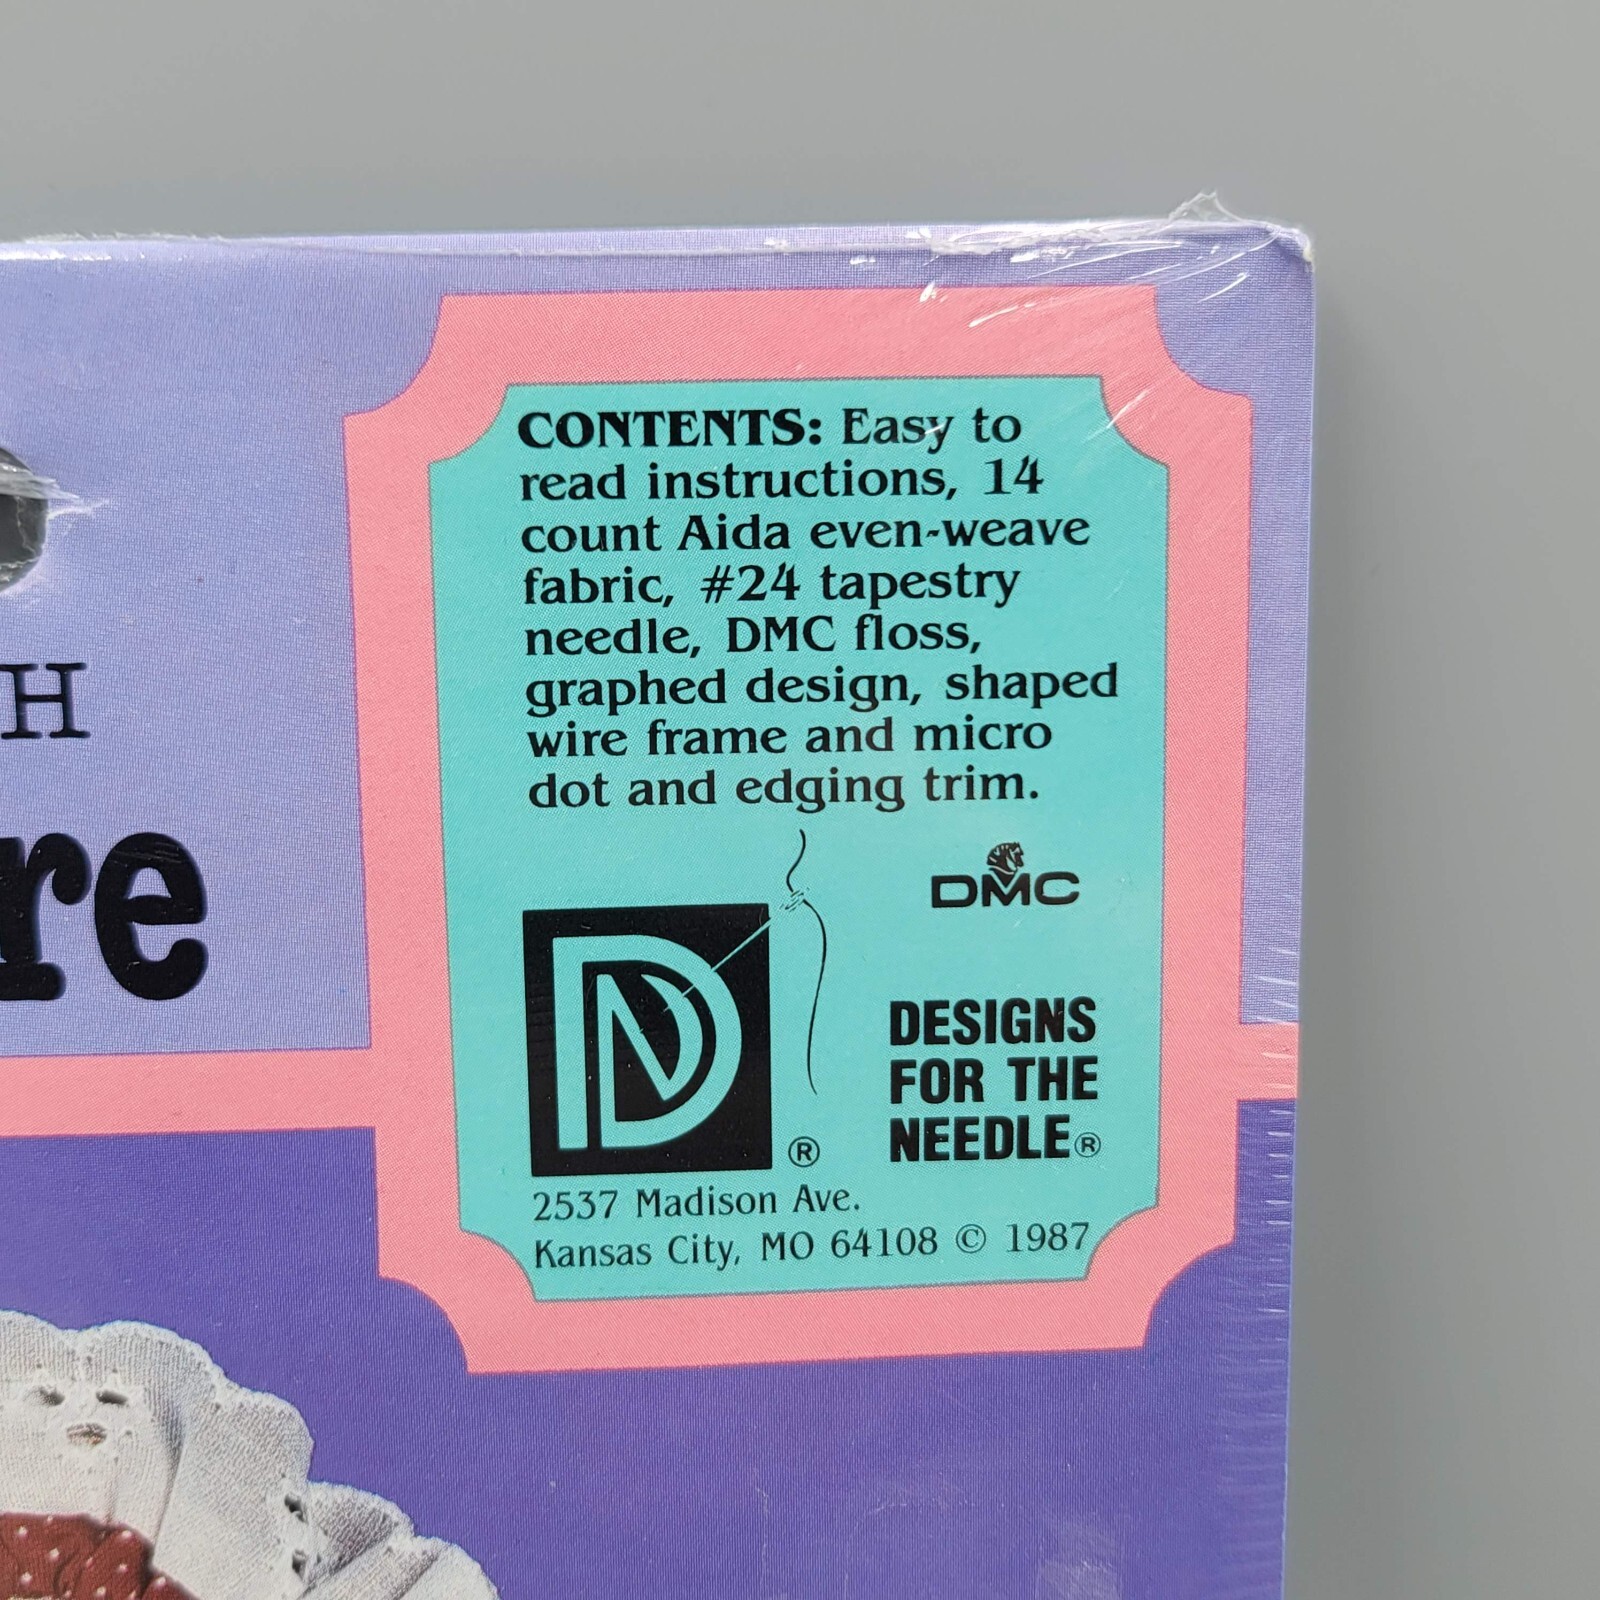 CONTENTS: Easy to
read instructions, 14
count Aida even-weave
fabric, #24 tapestry
needle, DMC floss,
graphed design, shaped
wire frame and micro
dot and edging trim.
DMC
DN®
DESIGNS
FOR THE
NEEDLE®
2537 Madison Ave.
Kansas City, MO 64108 © 1987
H
re